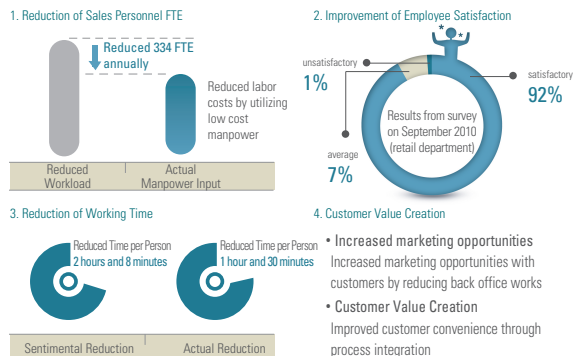 1. Reduction of Sales Personnel FTE
Reduced 334 FTE
annually
Reduced labor
costs by utilizing
low cost
manpower
Reduced
Workload
Actual
Manpower Input
2. Improvement of Employee Satisfaction
unsatisfactory
1%
satisfactory
92%
Results from survey
on September 2010
(retail department)
average
7%
3. Reduction of Working Time
Reduced Time per Person
2 hours and 8 minutes
Reduced Time per Person
1 hour and 30 minutes
Sentimental Reduction
Actual Reduction
4. Customer Value Creation
• Increased marketing opportunities
Increased marketing opportunities with
customers by reducing back office works
• Customer Value Creation
Improved customer convenience through
process integration